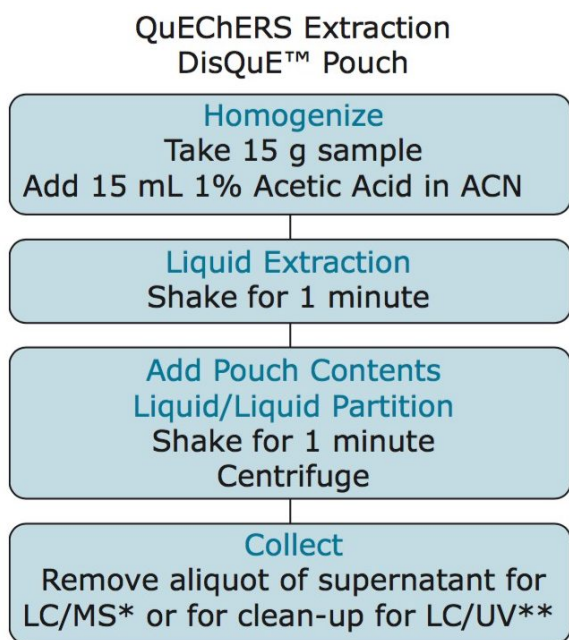 QuEChERS Extraction
DisQuE™ Pouch
Homogenize
Take 15 g sample
Add 15 mL 1% Acetic Acid in ACN
Liquid Extraction
Shake for 1 minute
Add Pouch Contents
Liquid/Liquid Partition
Shake for 1 minute
Centrifuge
Collect
Remove aliquot of supernatant for
LC/MS* or for clean-up for LC/UV**